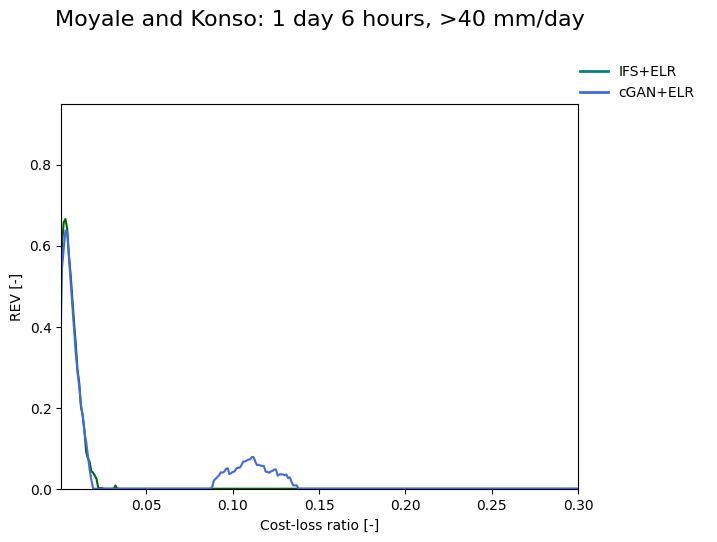 Moyale and Konso: 1 day 6 hours, >40 mm/day
IFS+ELR
cGAN+ELR
0.8
0.6
0.4
0.2
0.0
REV [-]
0.05 0.10 0.15 0.20 0.25 0.30
Cost-loss ratio [-]